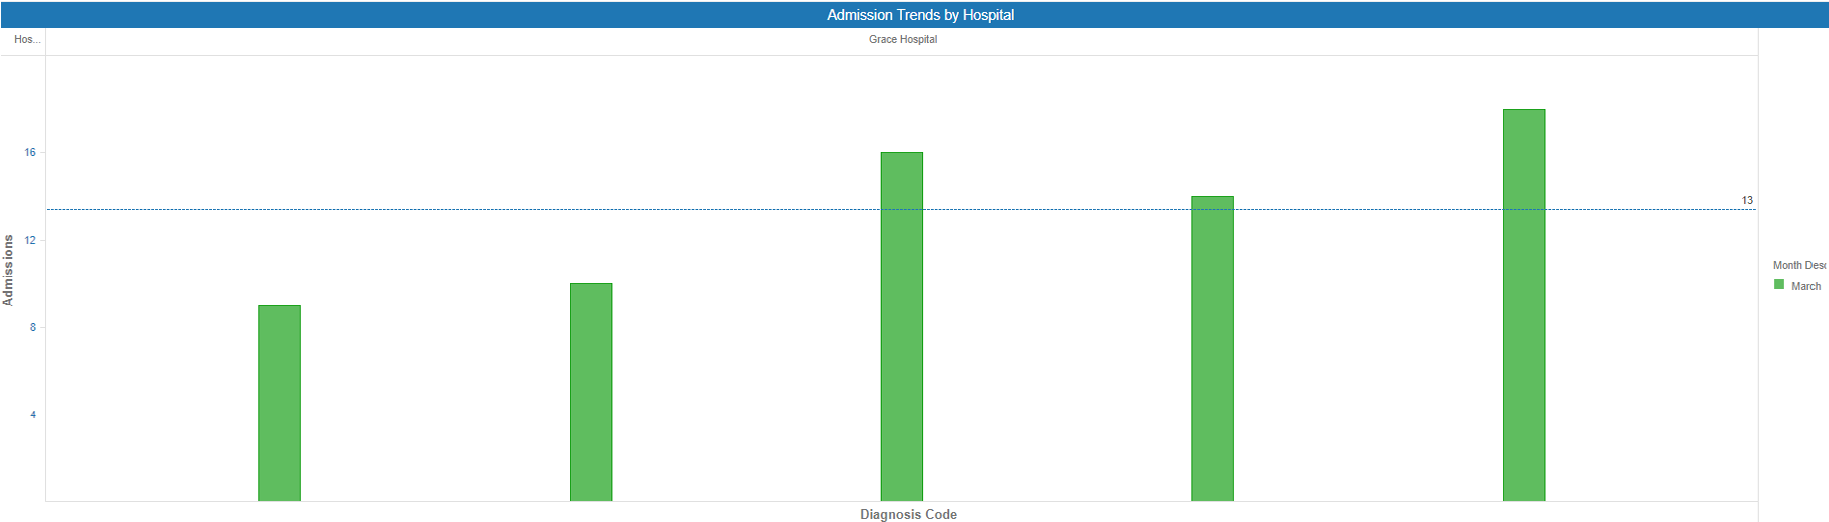 Admission Trends by Hospital
Hos...
Grace Hospital
16
13
12
Admissions
8
4
Month Desc
March
Diagnosis Code